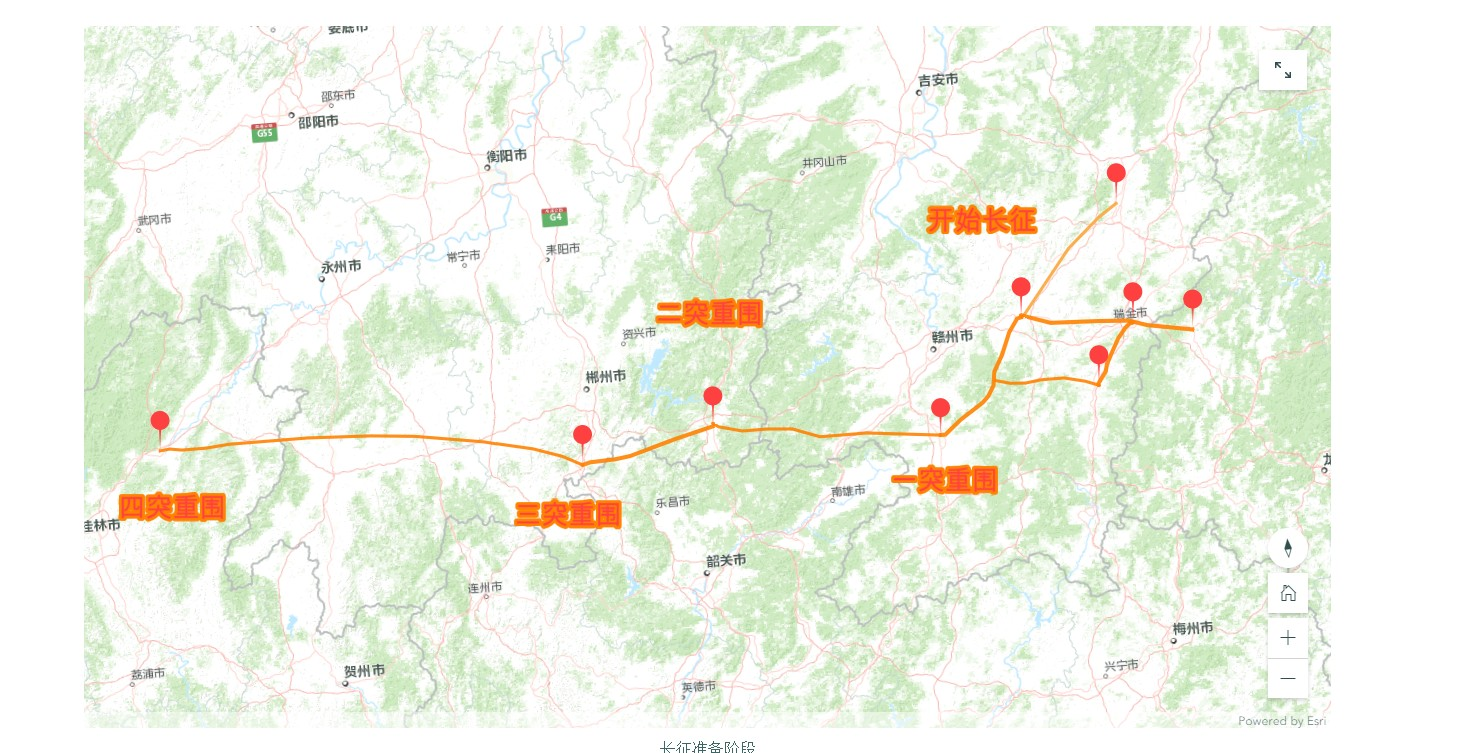 娄底市
邵东市
邵阳市
G55
吉安市
衡阳市
井冈山市
武冈市
G4
开始长征
永州市
常宁市
耒阳市
二突重围
资兴市
赣州市
瑞金市
郴州市
四突重围
桂林市
三突重围
乐昌市
一突重围
南雄市
韶关市
连州市
梅州市
兴宁市
荔浦市
贺州市
英德市
Powered by Esri
长征准备阶段